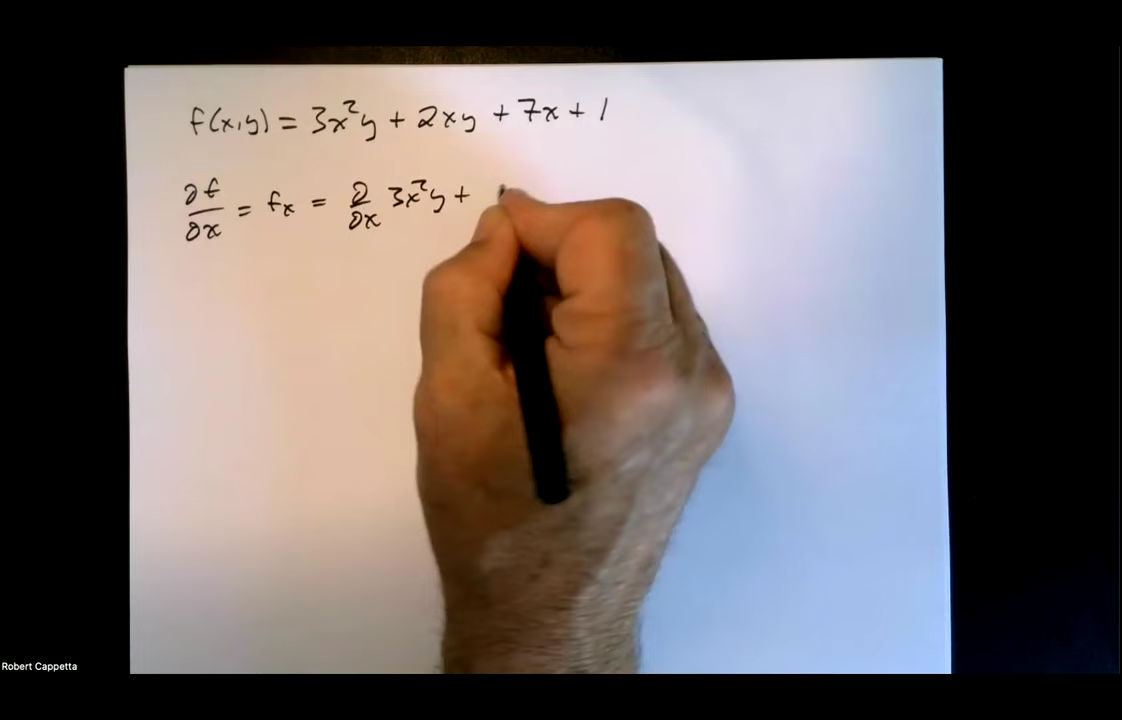 f(x,y) = 3x²y + 2xy + 7x + 1
∂f/∂x = fx = ∂/∂x 3x²y +
Robert Cappetta